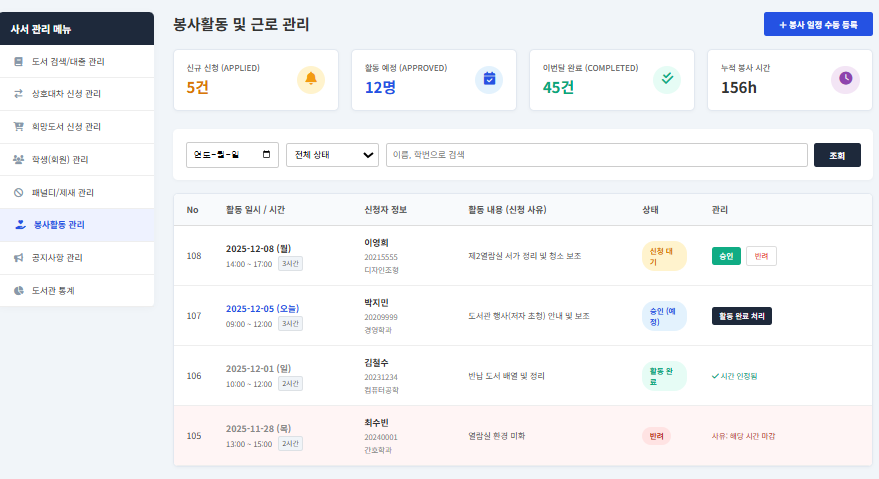 사서 관리 메뉴
도서 검색/대출 관리
상호대차 신청 관리
희망도서 신청 관리
학생(회원) 관리
패널티/제재 관리
봉사활동 관리
공지사항 관리
도서관 통계
봉사활동 및 근로 관리
+ 봉사 일정 수동 등록
신규 신청 (APPLIED)
5건
활동 예정 (APPROVED)
12명
이번달 완료 (COMPLETED)
45건
누적 봉사 시간
156h
연도-월-일
전체 상태
이름, 학번으로 검색
조회
No 활동 일시 / 시간 신청자 정보 활동 내용 (신청 사유) 상태 관리
108
2025-12-08 (월)
14:00 ~ 17:00 3시간
이영희
20215555
디자인조형
제2열람실 서가 정리 및 청소 보조
신청 대
기
승인 반려
107
2025-12-05 (오늘)
09:00 ~ 12:00 3시간
박지민
20209999
경영학과
도서관 행사(저자 초청) 안내 및 보조
승인 (예
정)
활동 완료 처리
106
2025-12-01 (일)
10:00 ~ 12:00 2시간
김철수
20231234
컴퓨터공학
반납 도서 배열 및 정리
활동 완
료
시간 인정됨
105
2025-11-28 (목)
13:00 ~ 15:00 2시간
최수빈
20240001
간호학과
열람실 환경 미화
반려
사유: 해당 시간 마감